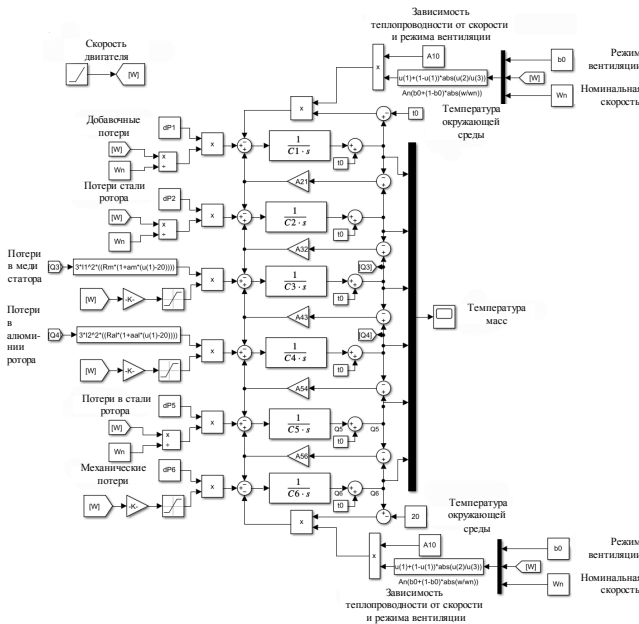 Зависимость
теплопроводности от скорости
и режима вентиляции
Скорость
двигателя
[W]
A10
x
u(1)+(1-u(1))*abs(u(2)/u(3))
An(b0+(1-b0)*abs(w/wn))
b0
[W]
Wn
Режим
вентиляции
Номинальная
скорость
x
Температура
окружающей
среды
t0
Добавочные
потери
dP1
[W]
Wn
x
÷
x
1
C1 · s
t0
A21
Потери стали
ротора
dP2
[W]
Wn
x
÷
x
1
C2 · s
t0
A32
Потери
в меди
статора
Q3
3*I1^2*((Rm*(1+am*(u(1)-20))))
[W]
-K-
x
1
C3 · s
t0
[Q3]
A43
Температура
масс
Потери
в
алюми-
нии
ротора
Q4
3*I2^2*((Ral*(1+aal*(u(1)-20))))
[W]
-K-
x
1
C4 · s
t0
[Q4]
A54
Потери в стали
ротора
dP5
[W]
Wn
x
÷
x
1
C5 · s
Q5
t0
Q5
A56
Механические
потери
dP6
[W]
-K-
x
1
C6 · s
Q6
t0
Q6
20
Температура
окружающей
среды
x
A10
x
u(1)+(1-u(1))*abs(u(2)/u(3))
An(b0+(1-b0)*abs(w/wn))
b0
[W]
Wn
Режим
вентиляции
Номинальная
скорость
Зависимость
теплопроводности от скорости
и режима вентиляции